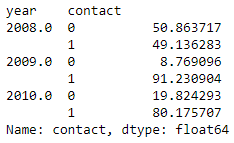 year    contact
2008.0  0          50.863717
        1          49.136283
2009.0  0           8.769096
        1          91.230904
2010.0  0          19.824293
        1          80.175707
Name: contact, dtype: float64